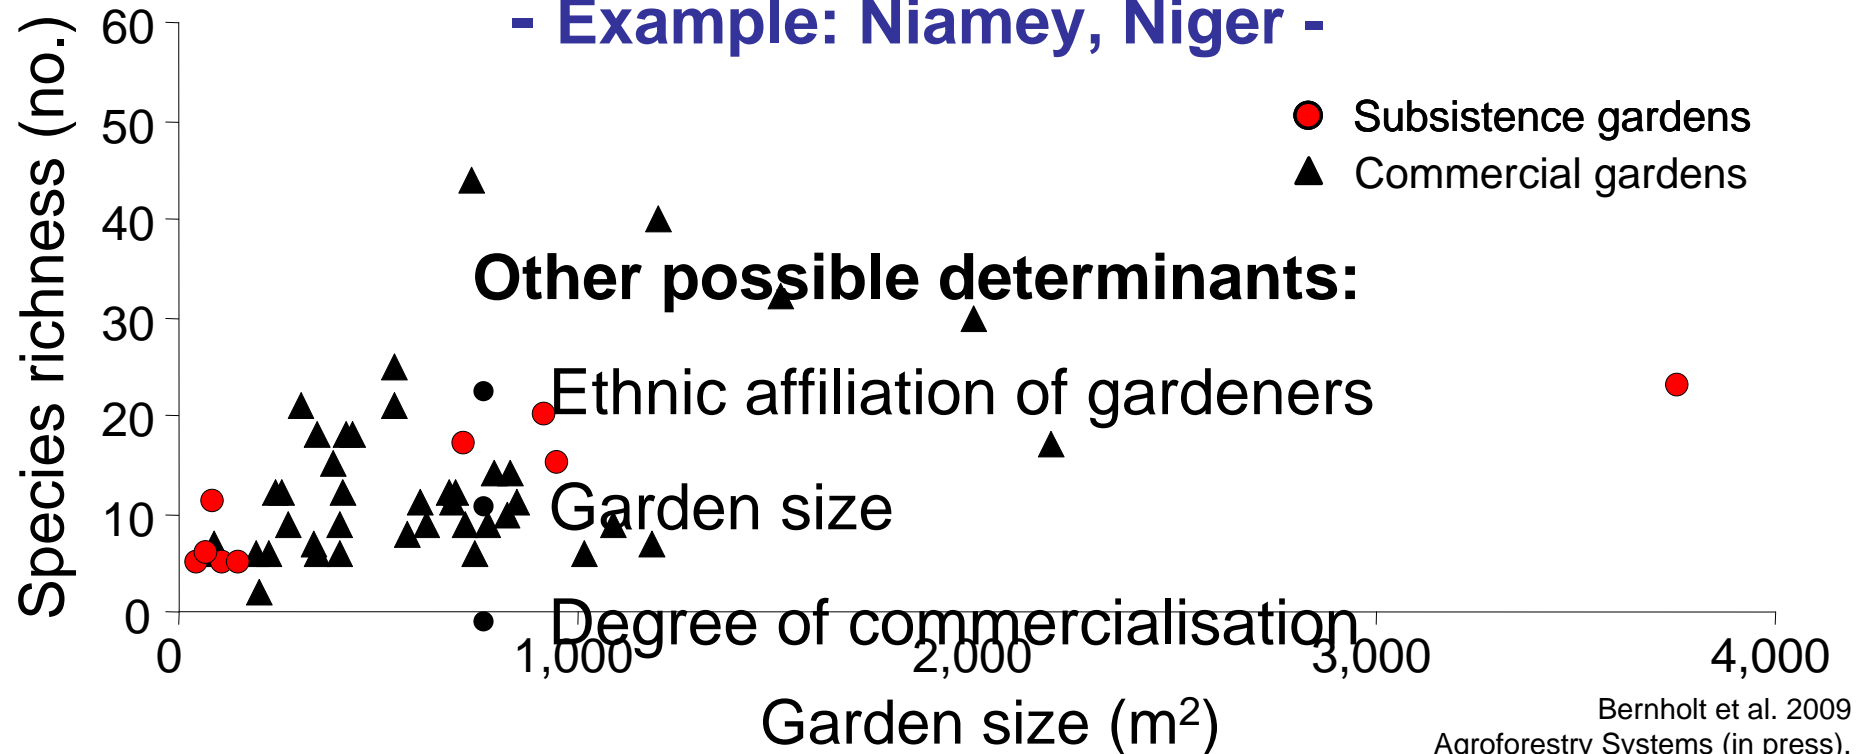 - Example: Niamey, Niger -
Species richness (no.)
60
50
40
30
20
10
0
Subsistence gardens
Commercial gardens
Other possible determinants:
• Ethnic affiliation of gardeners
• Garden size
• Degree of commercialisation
0 1,000 2,000 3,000 4,000
Garden size (m²)
Bernholt et al. 2009
Agroforestry Systems (in press).